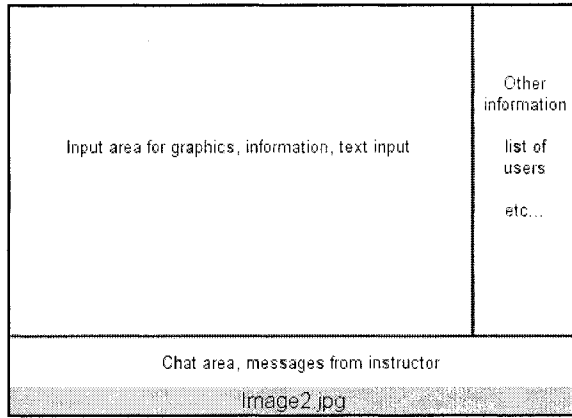 Input area for graphics, information, text input
Other
information
list of
users
etc...
Chat area, messages from instructor
Image2.jpg